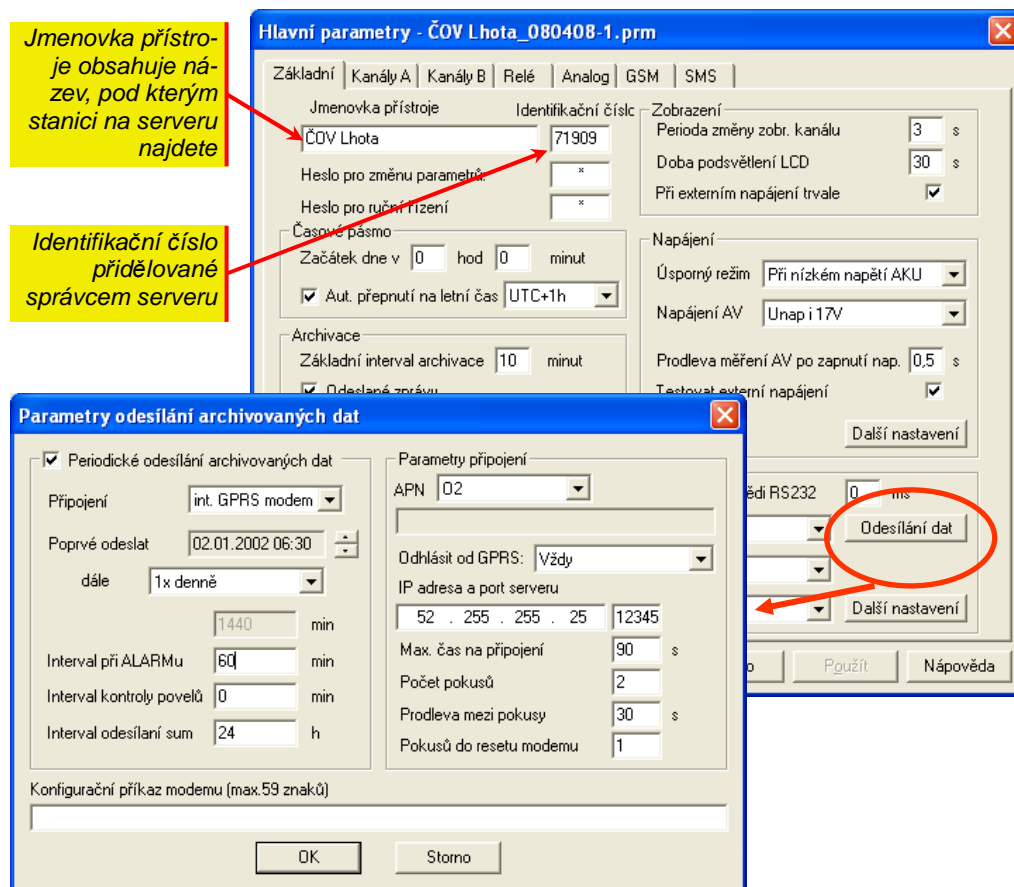 Jmenovka přístro-
je obsahuje ná-
zev, pod kterým
stanici na serveru
najdete
Identifikační číslo
přidělované
správcem serveru
Hlavní parametry - ČOV Lhota_080408-1.prm
Základní Kanály A Kanály B Relé Analog GSM SMS
Jmenovka přístroje Identifikační číslc
ČOV Lhota 71909
Heslo pro změnu parametrů: *
Heslo pro ruční řízení *
Časové pásmo
Začátek dne v 0 hod 0 minut
Aut. přepnutí na letní čas UTC+1h
Archivace
Základní interval archivace 10 minut
Odeslané zprávy
Zobrazení
Perioda změny zobr. kanálu 3 s
Doba podsvětlení LCD 30 s
Při externím napájení trvale
Napájení
Úsporný režim Při nízkém napětí AKU
Napájení AV Unap i 17V
Prodleva měření AV po zapnutí nap. 0,5 s
Testovat externí napájení
Další nastavení
ědi RS232 0 ms
Odesílání dat
Další nastavení
o Použít Nápověda
Parametry odesílání archivovaných dat
Periodické odesílání archivovaných dat
Připojení int. GPRS modem
Poprvé odeslat 02.01.2002 06:30
dále 1x denně
1440 min
Interval při ALARMu 60 min
Interval kontroly povelů 0 min
Interval odesílaní sum 24 h
Parametry připojení
APN O2
Odhlásit od GPRS: Vždy
IP adresa a port serveru
52 . 255 . 255 . 25 12345
Max. čas na připojení 90 s
Počet pokusů 2
Prodleva mezi pokusy 30 s
Pokusů do resetu modemu 1
Konfigurační příkaz modemu (max.59 znaků)
OK Storno